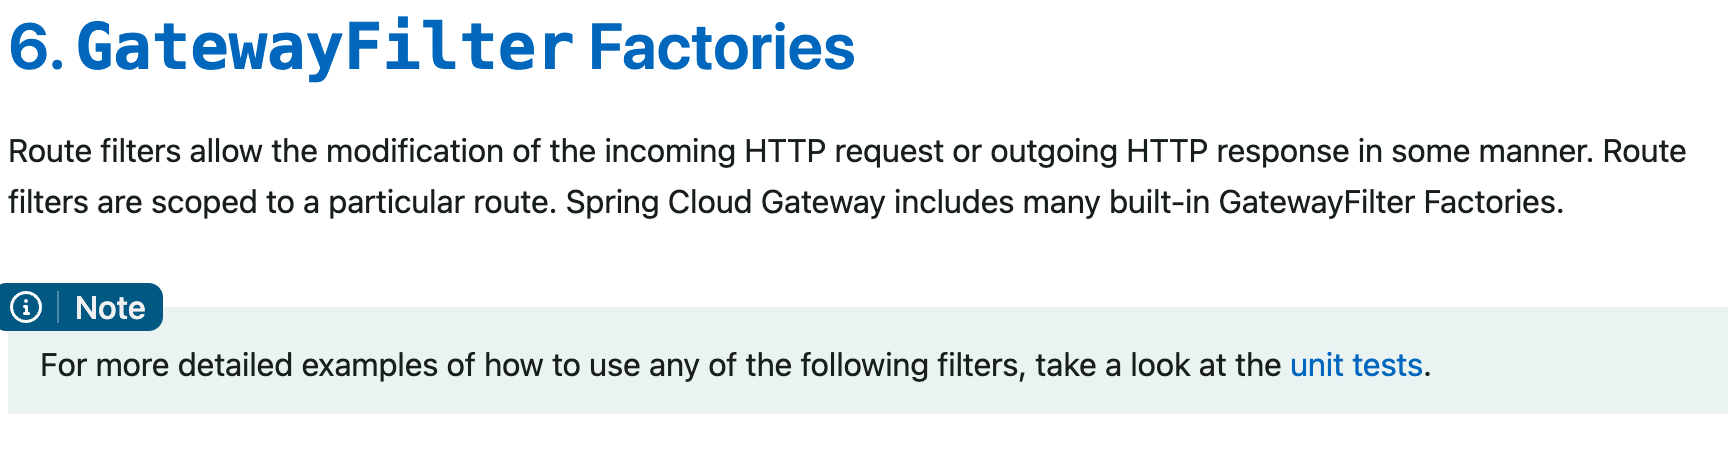 6. GatewayFilter Factories
Route filters allow the modification of the incoming HTTP request or outgoing HTTP response in some manner. Route
filters are scoped to a particular route. Spring Cloud Gateway includes many built-in GatewayFilter Factories.
Note
For more detailed examples of how to use any of the following filters, take a look at the unit tests.